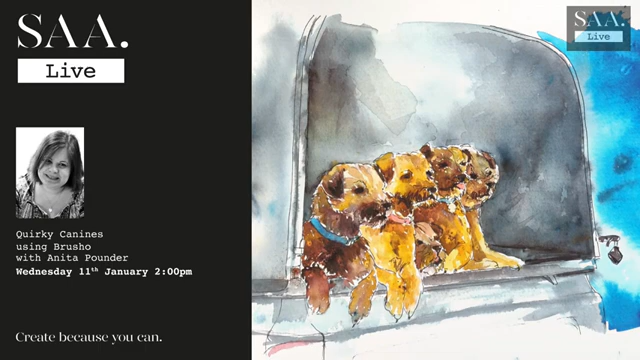 SAA.
Live
Quirky Canines
using Brusho
with Anita Pounder
Wednesday 11th January 2:00pm
Create because you can.
SAA.
Live